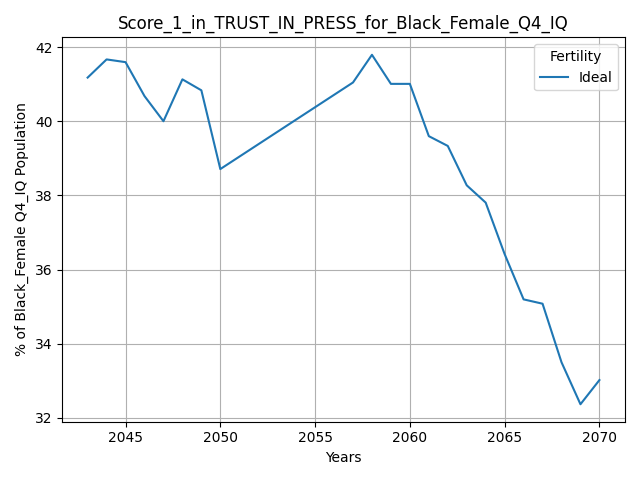 Score_1_in_TRUST_IN_PRESS_for_Black_Female_Q4_IQ
Fertility
Ideal
% of Black_Female Q4_IQ Population
42
40
38
36
34
32
2045 2050 2055 2060 2065 2070
Years